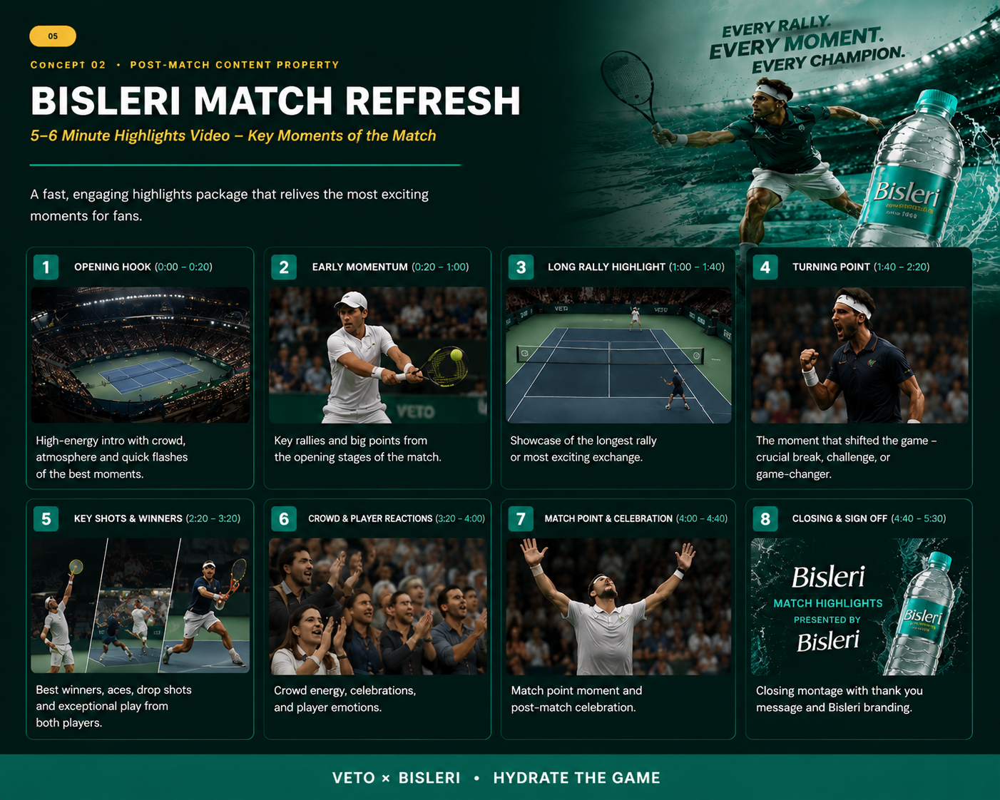 05
CONCEPT 02 • POST-MATCH CONTENT PROPERTY
BISLERI MATCH REFRESH
5–6 Minute Highlights Video – Key Moments of the Match
A fast, engaging highlights package that relives the most exciting
moments for fans.
EVERY RALLY.
EVERY MOMENT.
EVERY CHAMPION.
Bisleri
1 OPENING HOOK (0:00 – 0:20)
High-energy intro with crowd,
atmosphere and quick flashes
of the best moments.
2 EARLY MOMENTUM (0:20 – 1:00)
VETO
Key rallies and big points from
the opening stages of the match.
3 LONG RALLY HIGHLIGHT (1:00 – 1:40)
VETO
VETO
Showcase of the longest rally
or most exciting exchange.
4 TURNING POINT (1:40 – 2:20)
The moment that shifted the game –
crucial break, challenge, or
game-changer.
5 KEY SHOTS & WINNERS (2:20 – 3:20)
Best winners, aces, drop shots
and exceptional play from
both players.
6 CROWD & PLAYER REACTIONS (3:20 – 4:00)
Crowd energy, celebrations,
and player emotions.
7 MATCH POINT & CELEBRATION (4:00 – 4:40)
Match point moment and
post-match celebration.
8 CLOSING & SIGN OFF (4:40 – 5:30)
Bisleri
MATCH HIGHLIGHTS
PRESENTED BY
Bisleri
Bisleri
Closing montage with thank you
message and Bisleri branding.
VETO × BISLERI • HYDRATE THE GAME